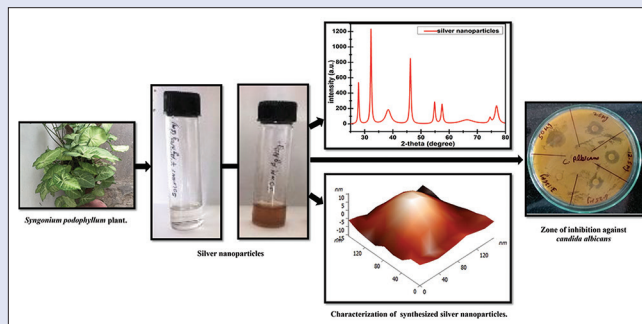 Syngonium podophyllum plant.
Silver nanoparticles
silver nanoparticles
intensity (a.u.)
1200
1000
800
600
400
200
0
30
40
50
60
70
80
2-theta (degree)
nm
10
5
0
-5
-10
-15
nm
120
80
40
0
0
40
80
120
nm
Characterization of synthesized silver nanoparticles.
C. Albicans
Zone of inhibition against
candida albicans